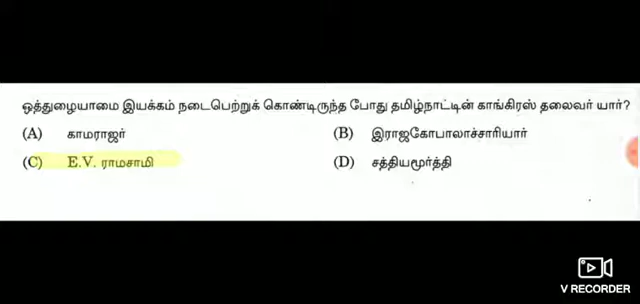 ஒத்துழையாமை இயக்கம் நடைபெற்றுக் கொண்டிருந்த போது தமிழ்நாட்டின் காங்கிரஸ் தலைவர் யார்?
(A) காமராஜர் (B) இராஜகோபாலாச்சாரியார்
(C) E.V. ராமசாமி (D) சத்தியமூர்த்தி
V RECORDER